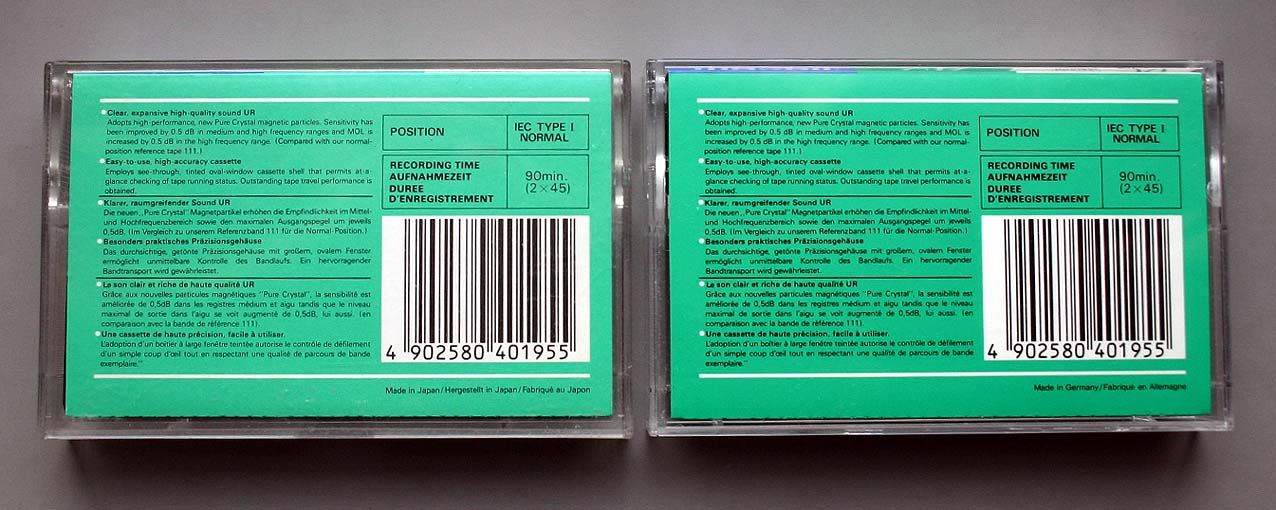 Clear, expansive high-quality sound UR
Adopts high-performance, new Pure Crystal magnetic particles. Sensitivity has
been improved by 0.5 dB in medium and high frequency ranges and MOL is
increased by 0.5 dB in the high frequency range. (Compared with our normal-
position reference tape 111.)
Easy-to-use, high-accuracy cassette
Employs see-through, tinted oval-window cassette shell that permits at-a-
glance checking of tape running status. Outstanding tape travel performance is
obtained.
Klarer, raumgreifender Sound UR
Die neuen „Pure Crystal" Magnetpartikel erhöhen die Empfindlichkeit im Mittel-
und Hochfrequenzbereich sowie den maximalen Ausgangspegel um jeweils
0,5dB. (Im Vergleich zu unserem Referenzband 111 für die Normal-Position.)
Besonders praktisches Präzisionsgehäuse
Das durchsichtige, getönte Präzisionsgehäuse mit großem, ovalem Fenster
ermöglicht unmittelbare Kontrolle des Bandlaufs. Ein hervorragender
Bandtransport wird gewährleistet.
Le son clair et riche de haute qualité UR
Grâce aux nouvelles particules magnétiques "Pure Crystal", la sensibilité est
améliorée de 0,5dB dans les registres médium et aigu tandis que le niveau
maximal de sortie dans l'aigu se voit augmenté de 0,5dB, lui aussi. (en
comparaison avec la bande de référence 111).
Une cassette de haute précision, facile à utiliser.
L'adoption d'un boîtier à large fenêtre teintée autorise le contrôle de défilement
d'un simple coup d'œil tout en respectant une qualité de parcours de bande
exemplaire."
POSITION
IEC TYPE I
NORMAL
RECORDING TIME
AUFNAHMEZEIT
DUREE
D'ENREGISTREMENT
90min.
(2×45)
4 902580 401955
Made in Japan/Hergestellt in Japan/Fabriqué au Japon
Clear, expansive high-quality sound UR
Adopts high-performance, new Pure Crystal magnetic particles. Sensitivity has
been improved by 0.5 dB in medium and high frequency ranges and MOL is
increased by 0.5 dB in the high frequency range. (Compared with our normal-
position reference tape 111.)
Easy-to-use, high-accuracy cassette
Employs see-through, tinted oval-window cassette shell that permits at-a-
glance checking of tape running status. Outstanding tape travel performance is
obtained.
Klarer, raumgreifender Sound UR
Die neuen „Pure Crystal" Magnetpartikel erhöhen die Empfindlichkeit im Mittel-
und Hochfrequenzbereich sowie den maximalen Ausgangspegel um jeweils
0,5dB. (Im Vergleich zu unserem Referenzband 111 für die Normal-Position.)
Besonders praktisches Präzisionsgehäuse
Das durchsichtige, getönte Präzisionsgehäuse mit großem, ovalem Fenster
ermöglicht unmittelbare Kontrolle des Bandlaufs. Ein hervorragender
Bandtransport wird gewährleistet.
Le son clair et riche de haute qualité UR
Grâce aux nouvelles particules magnétiques "Pure Crystal", la sensibilité est
améliorée de 0,5dB dans les registres médium et aigu tandis que le niveau
maximal de sortie dans l'aigu se voit augmenté de 0,5dB, lui aussi. (en
comparaison avec la bande de référence 111).
Une cassette de haute précision, facile à utiliser.
L'adoption d'un boîtier à large fenêtre teintée autorise le contrôle de défilement
d'un simple coup d'œil tout en respectant une qualité de parcours de bande
exemplaire."
POSITION
IEC TYPE I
NORMAL
RECORDING TIME
AUFNAHMEZEIT
DUREE
D'ENREGISTREMENT
90min.
(2×45)
4 902580 401955
Made in Germany/Fabriqué en Allemagne